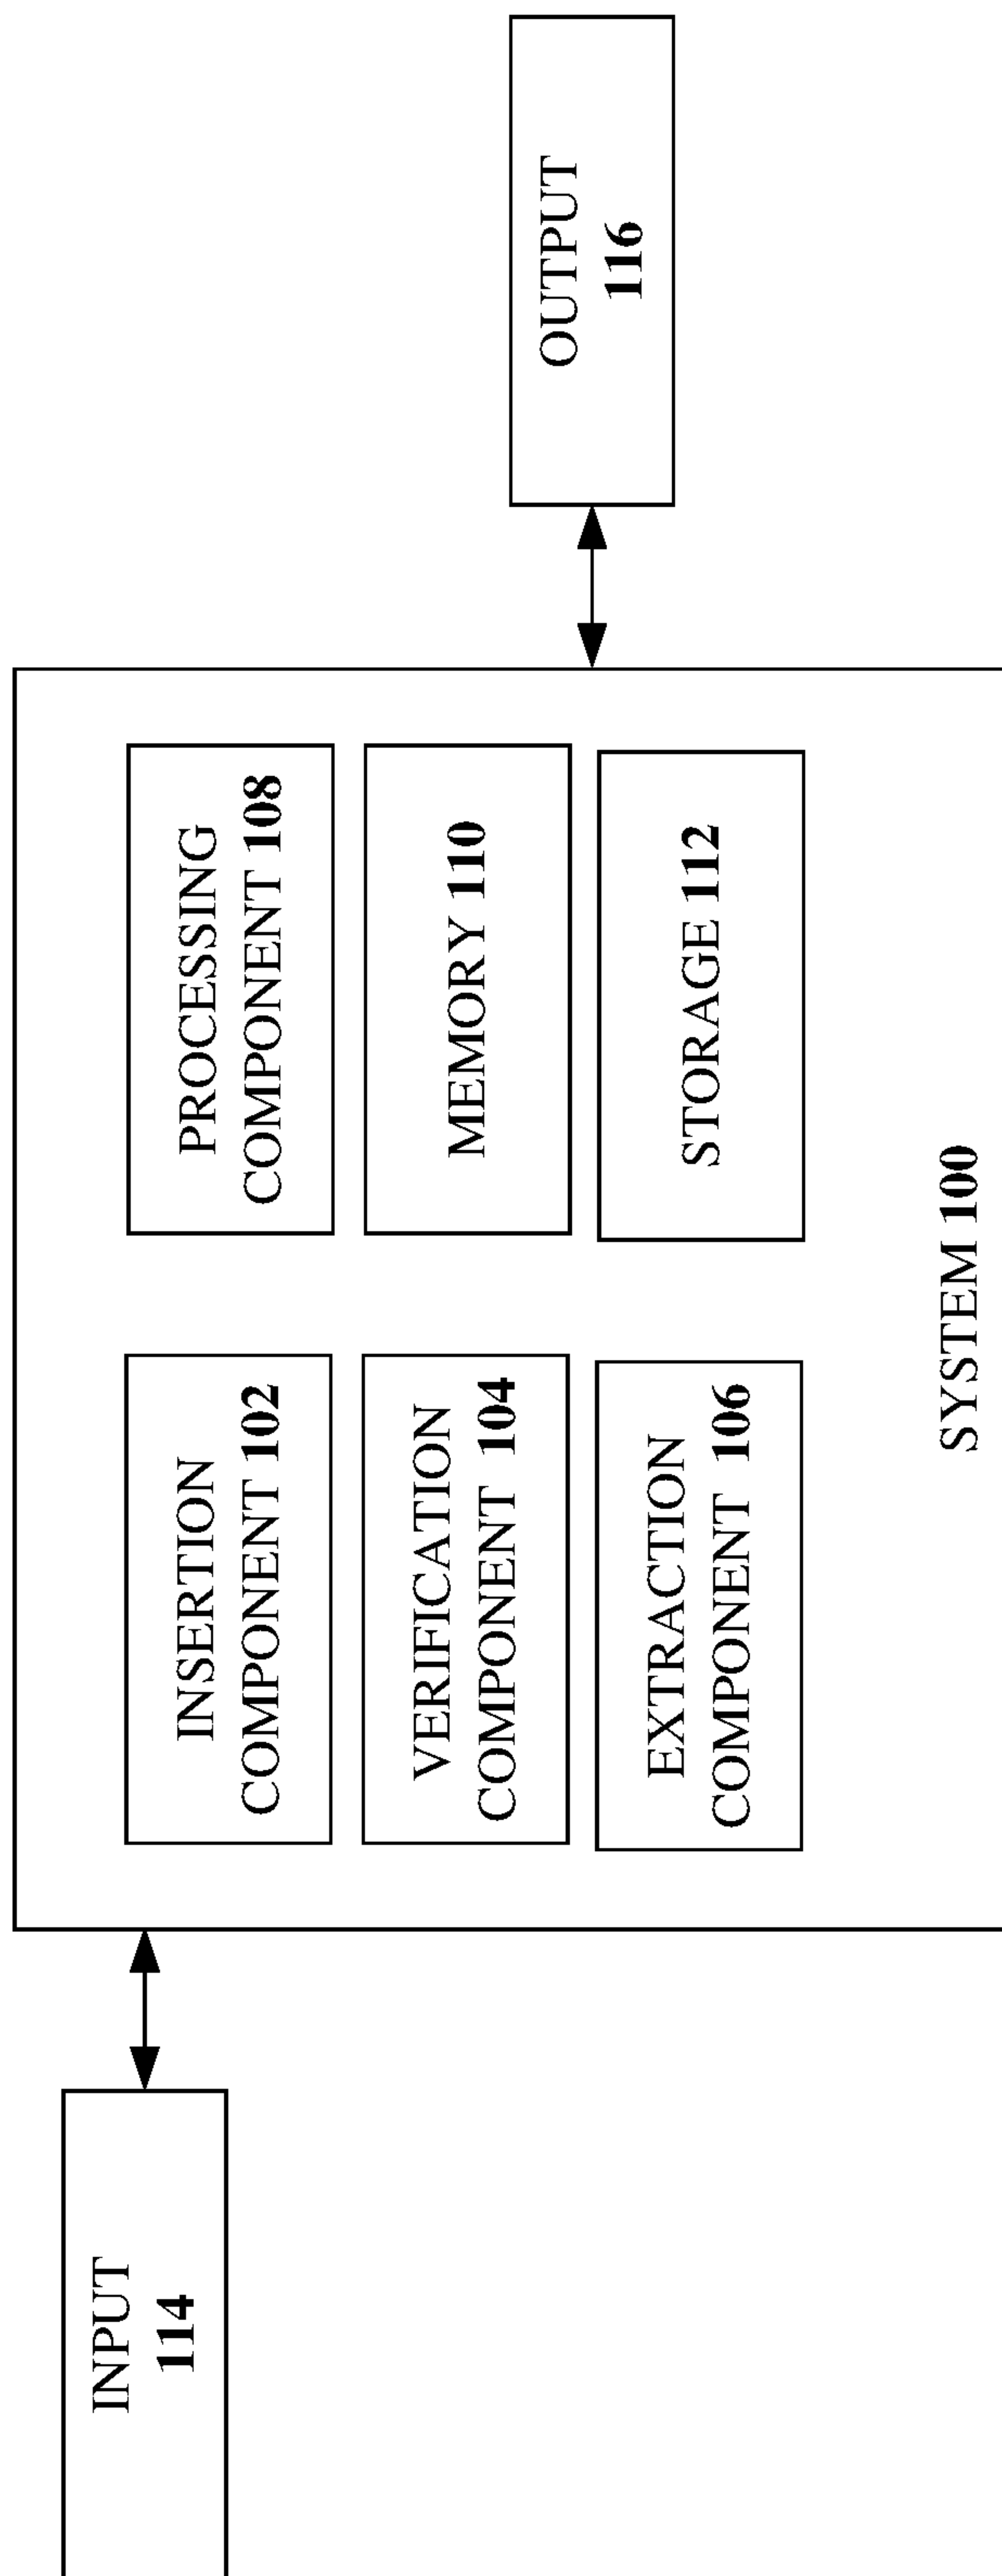 INPUT
114
INSERTION
COMPONENT 102
VERIFICATION
COMPONENT 104
EXTRACTION
COMPONENT 106
PROCESSING
COMPONENT 108
MEMORY 110
STORAGE 112
SYSTEM 100
OUTPUT
116